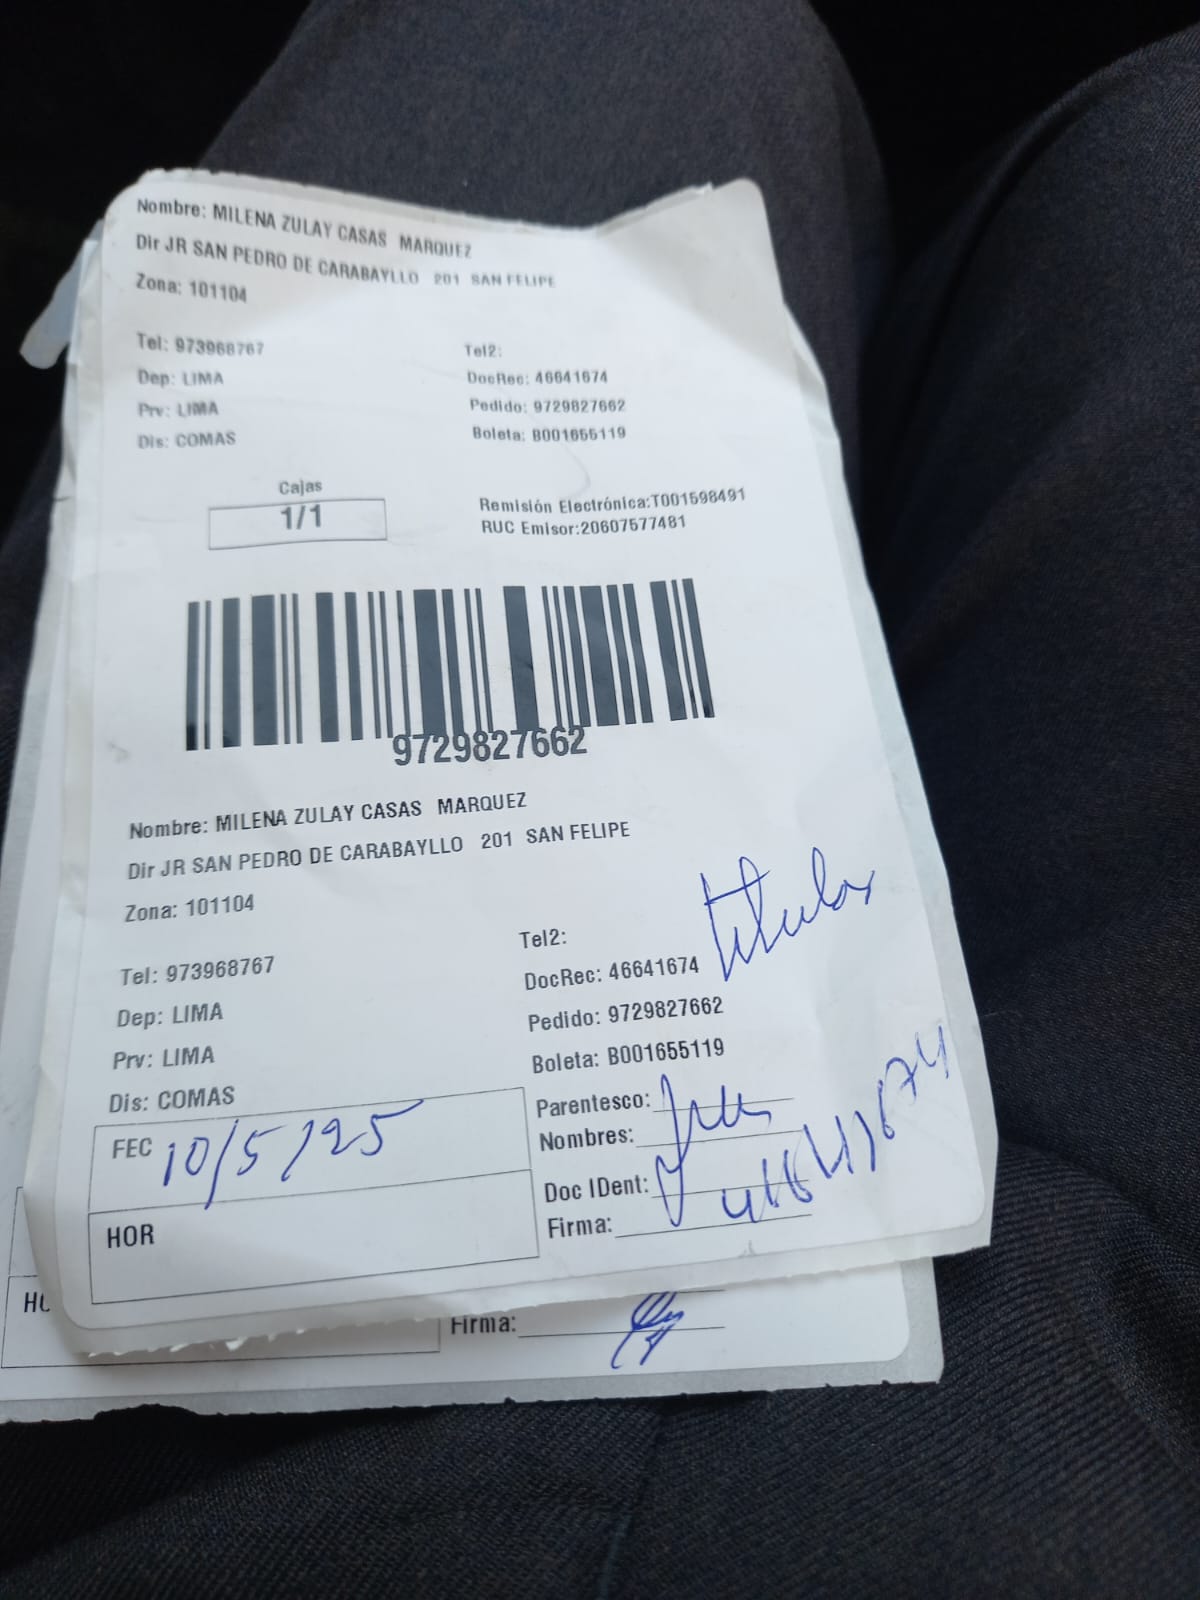 Nombre: MILENA ZULAY CASAS MARQUEZ
Dir JR SAN PEDRO DE CARABAYLLO 201 SAN FELIPE
Zona: 101104
Tel: 973968767
Tel2:
Dep: LIMA
DocRec: 46641674
Prv: LIMA
Pedido: 9729827662
Dis: COMAS
Boleta: B001655119
Cajas
1/1
Remisión Electrónica:T001598491
RUC Emisor:20607577481
9729827662
Nombre: MILENA ZULAY CASAS MARQUEZ
Dir JR SAN PEDRO DE CARABAYLLO 201 SAN FELIPE
Zona: 101104
Tel2:
titular
Tel: 973968767
DocRec: 46641674
Dep: LIMA
Pedido: 9729827662
Prv: LIMA
Boleta: B001655119
Dis: COMAS
Parentesco:
FEC 10/5/25
Nombres:
Doc IDent:
46641674
HOR
Firma:
Firma: